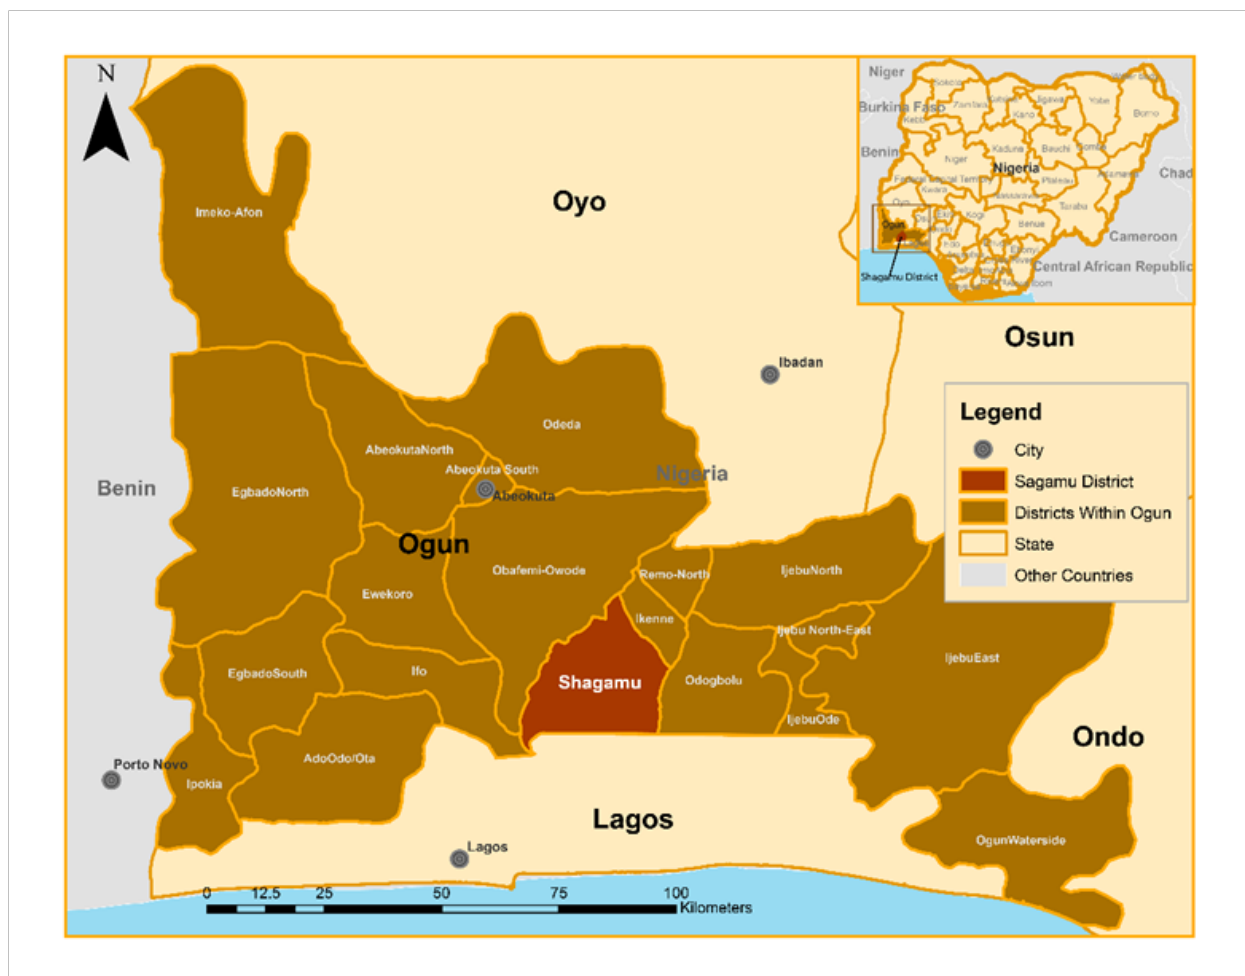 N
Oyo
Osun
Ogun
Lagos
Ondo
Benin
Nigeria
Imeko-Afon
Ibadan
Odeda
AbeokutaNorth
Abeokuta South
Abeokuta
EgbadoNorth
Obafemi-Owode
Remo-North
IjebuNorth
Ewekoro
Ikenne
Ijebu North-East
IjebuEast
EgbadoSouth
Ifo
Shagamu
Odogbolu
IjebuOde
AdoOdo/Ota
Porto Novo
Ipokia
OgunWaterside
Lagos
0 12.5 25 50 75 100
Kilometers
Legend
City
Sagamu District
Districts Within Ogun
State
Other Countries
Niger
Burkina Faso
Benin
Chad
Cameroon
Central African Republic
Nigeria
Sokoto
Zamfara
Kano
Jigawa
Yobe
Borno
Kaduna
Bauchi
Niger
Plateau
Taraba
Kwara
Oyo
Kogi
Benue
Ogun
Shagamu District